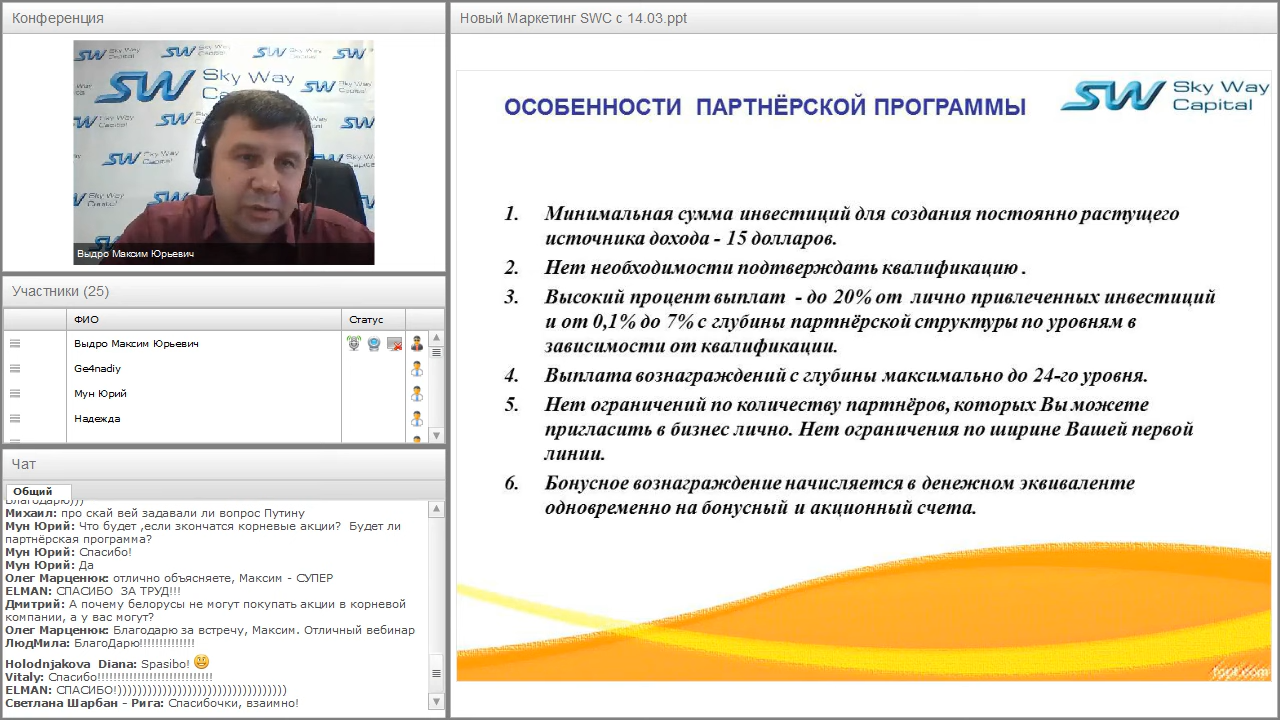 Конференция
SW Sky Way Capital
Выдро Максим Юрьевич
Участники (25)
ФИО
Статус
Выдро Максим Юрьевич
Ge4nadiy
Мун Юрий
Надежда
Чат
Общий
Благодарю)))
Михаил: про скай вей задавали ли вопрос Путину
Мун Юрий: Что будет ,если зкончатся корневые акции?  Будет ли
партнёрская программа?
Мун Юрий: Спасибо!
Мун Юрий: Да
Олег Марценюк: отлично объясняете, Максим - СУПЕР
ELMAN: СПАСИБО  ЗА ТРУД!!!
Дмитрий: А почему белорусы не могут покупать акции в корневой
компании, а у вас могут?
Олег Марценюк: Благодарю за встречу, Максим. Отличный вебинар
ЛюдМила: БлагоДарю!!!!!!!!!!!!!
Holodnjakova  Diana: Spasibo!
Vitaly: Спасибо!!!!!!!!!!!!!!!!!!!!!!!!!!!!
ELMAN: СПАСИБО!))))))))))))))))))))))))))))))))))
Светлана Шарбан - Рига: Спасибочки, взаимно!
Новый Маркетинг SWC с 14.03.ppt
ОСОБЕННОСТИ  ПАРТНЁРСКОЙ ПРОГРАММЫ
SW Sky Way
Capital
1. Минимальная сумма инвестиций для создания постоянно растущего
источника дохода - 15 долларов.
2. Нет необходимости подтверждать квалификацию .
3. Высокий процент выплат  - до 20% от  лично привлеченных инвестиций
и от 0,1% до 7% с глубины партнёрской структуры по уровням в
зависимости от квалификации.
4. Выплата вознаграждений с глубины максимально до 24-го уровня.
5. Нет ограничений по количеству партнёров, которых Вы можете
пригласить в бизнес лично. Нет ограничения по ширине Вашей первой
линии.
6. Бонусное вознаграждение начисляется в денежном эквиваленте
одновременно на бонусный и акционный счета.
fppt.com